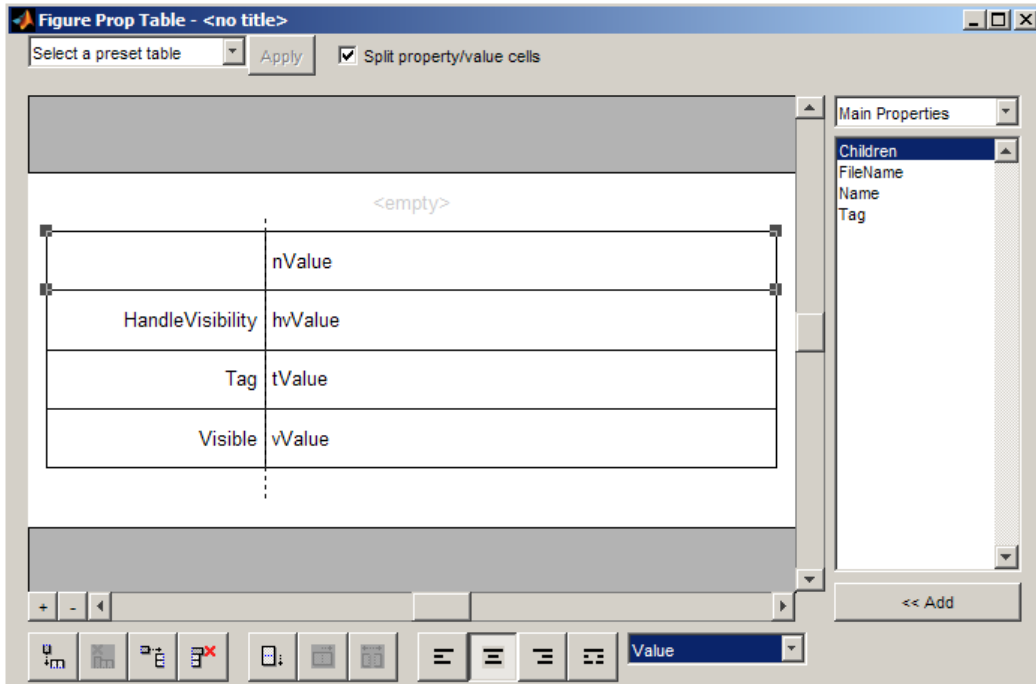 Figure Prop Table - <no title>
Select a preset table
Apply
Split property/value cells
Main Properties
Children
FileName
Name
Tag
<empty>
nValue
HandleVisibility hvValue
Tag tValue
Visible vValue
+ -
<< Add
Value